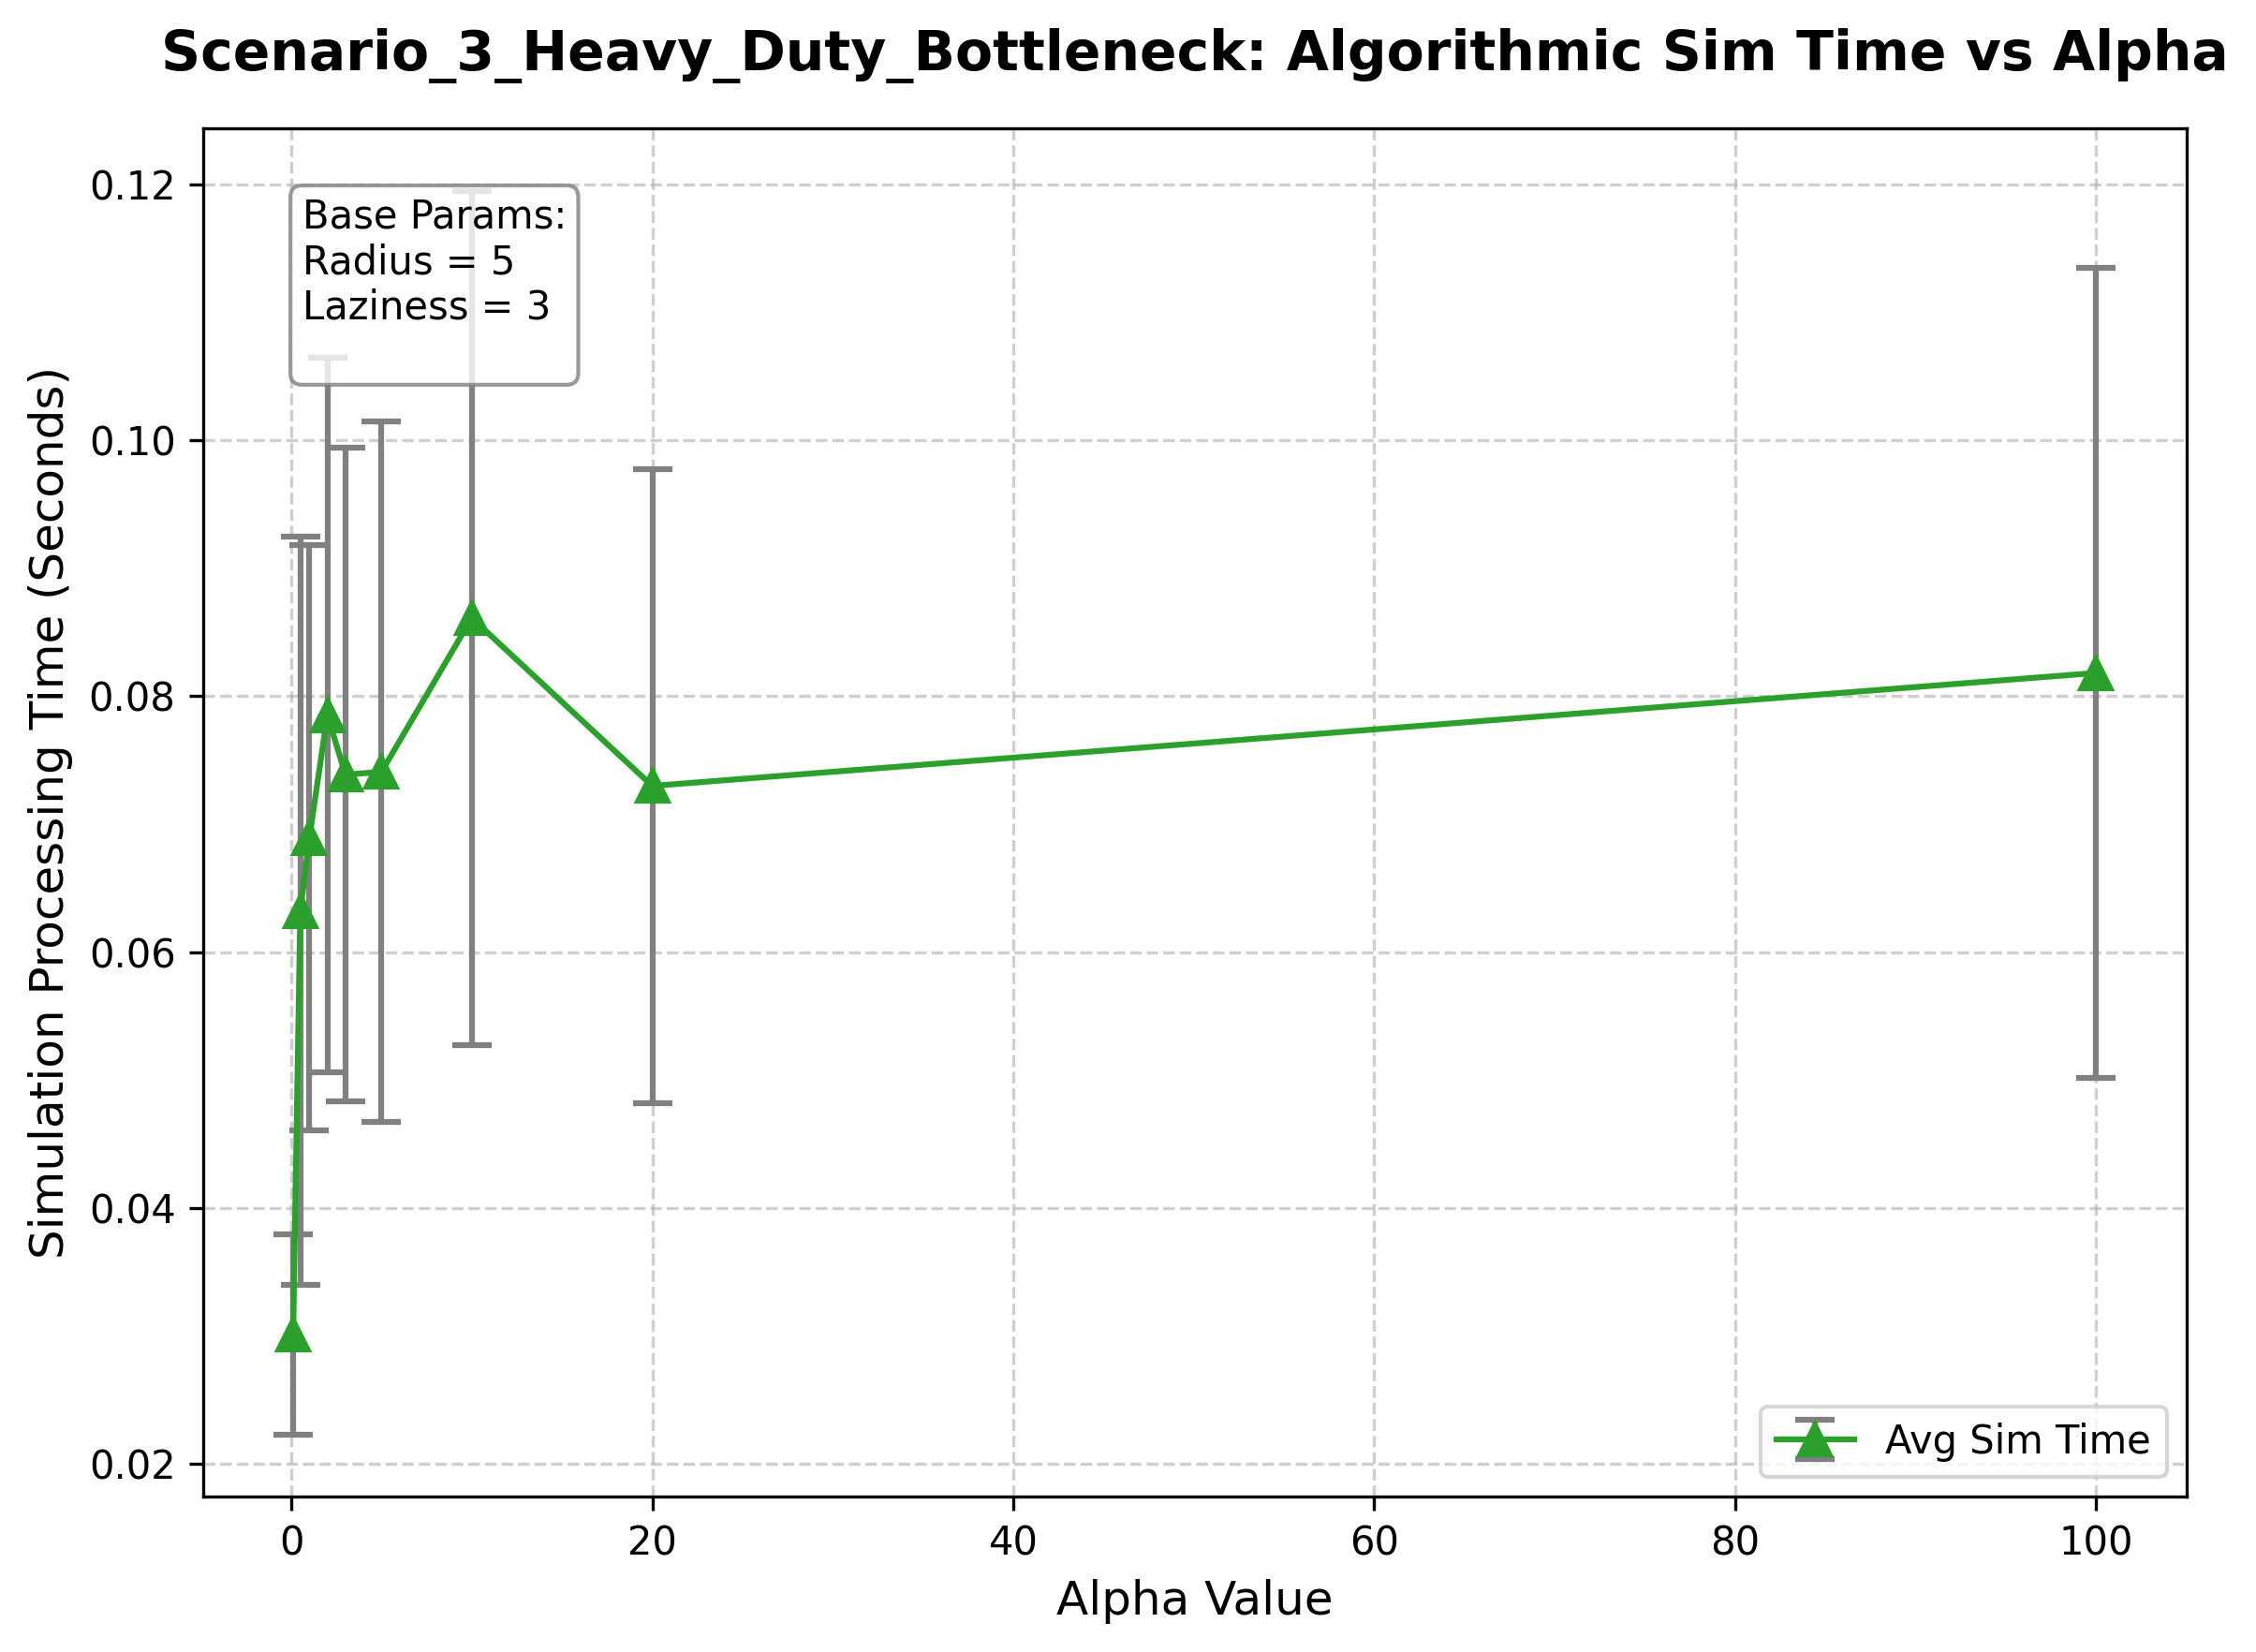 Scenario_3_Heavy_Duty_Bottleneck: Algorithmic Sim Time vs Alpha
Simulation Processing Time (Seconds)
0.12
0.10
0.08
0.06
0.04
0.02
Base Params:
Radius = 5
Laziness = 3
Avg Sim Time
0 20 40 60 80 100
Alpha Value